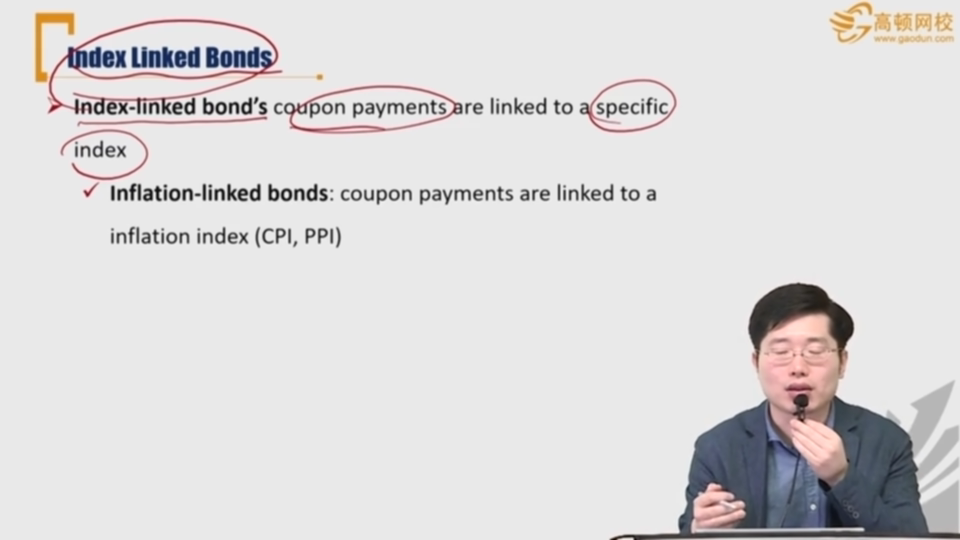 高顿网校
www.gaodun.com
Index Linked Bonds
Index-linked bond's coupon payments are linked to a specific
index
Inflation-linked bonds: coupon payments are linked to a
inflation index (CPI, PPI)